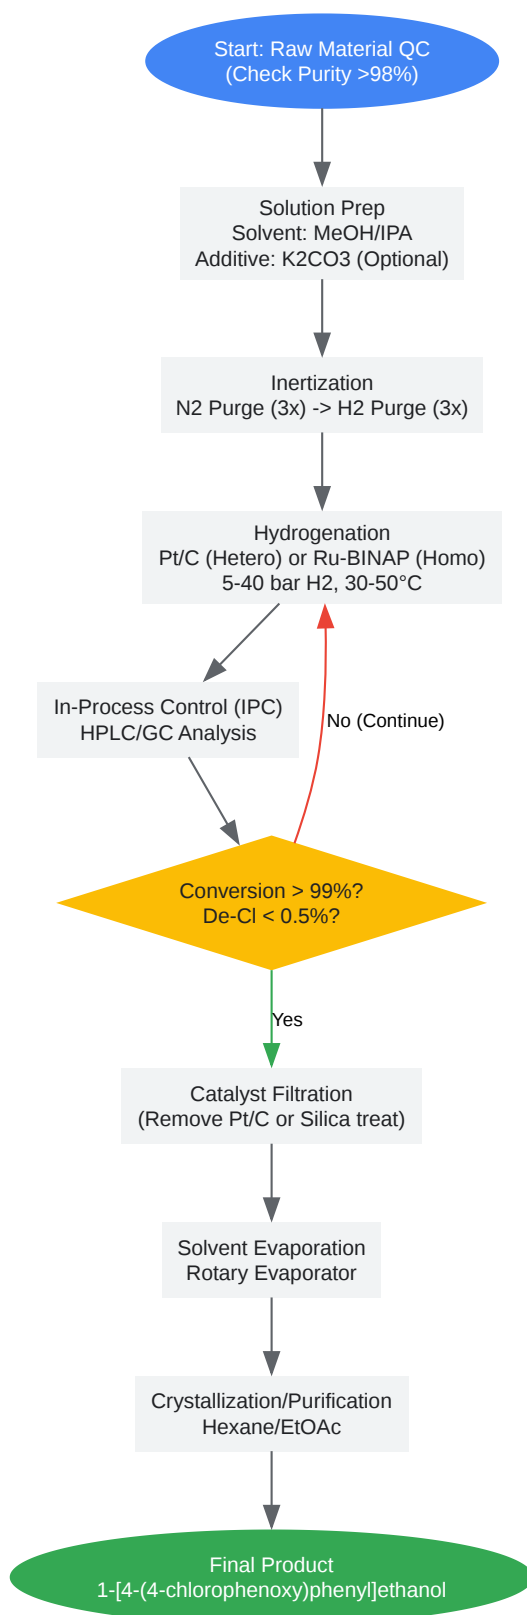 Start: Raw Material QC
(Check Purity >98%)
Solution Prep
Solvent: MeOH/IPA
Additive: K2CO3 (Optional)
Inertization
N2 Purge (3x) -> H2 Purge (3x)
Hydrogenation
Pt/C (Hetero) or Ru-BINAP (Homo)
5-40 bar H2, 30-50°C
In-Process Control (IPC)
HPLC/GC Analysis
No (Continue)
Conversion > 99%?
De-Cl < 0.5%?
Yes
Catalyst Filtration
(Remove Pt/C or Silica treat)
Solvent Evaporation
Rotary Evaporator
Crystallization/Purification
Hexane/EtOAc
Final Product
1-[4-(4-chlorophenoxy)phenyl]ethanol